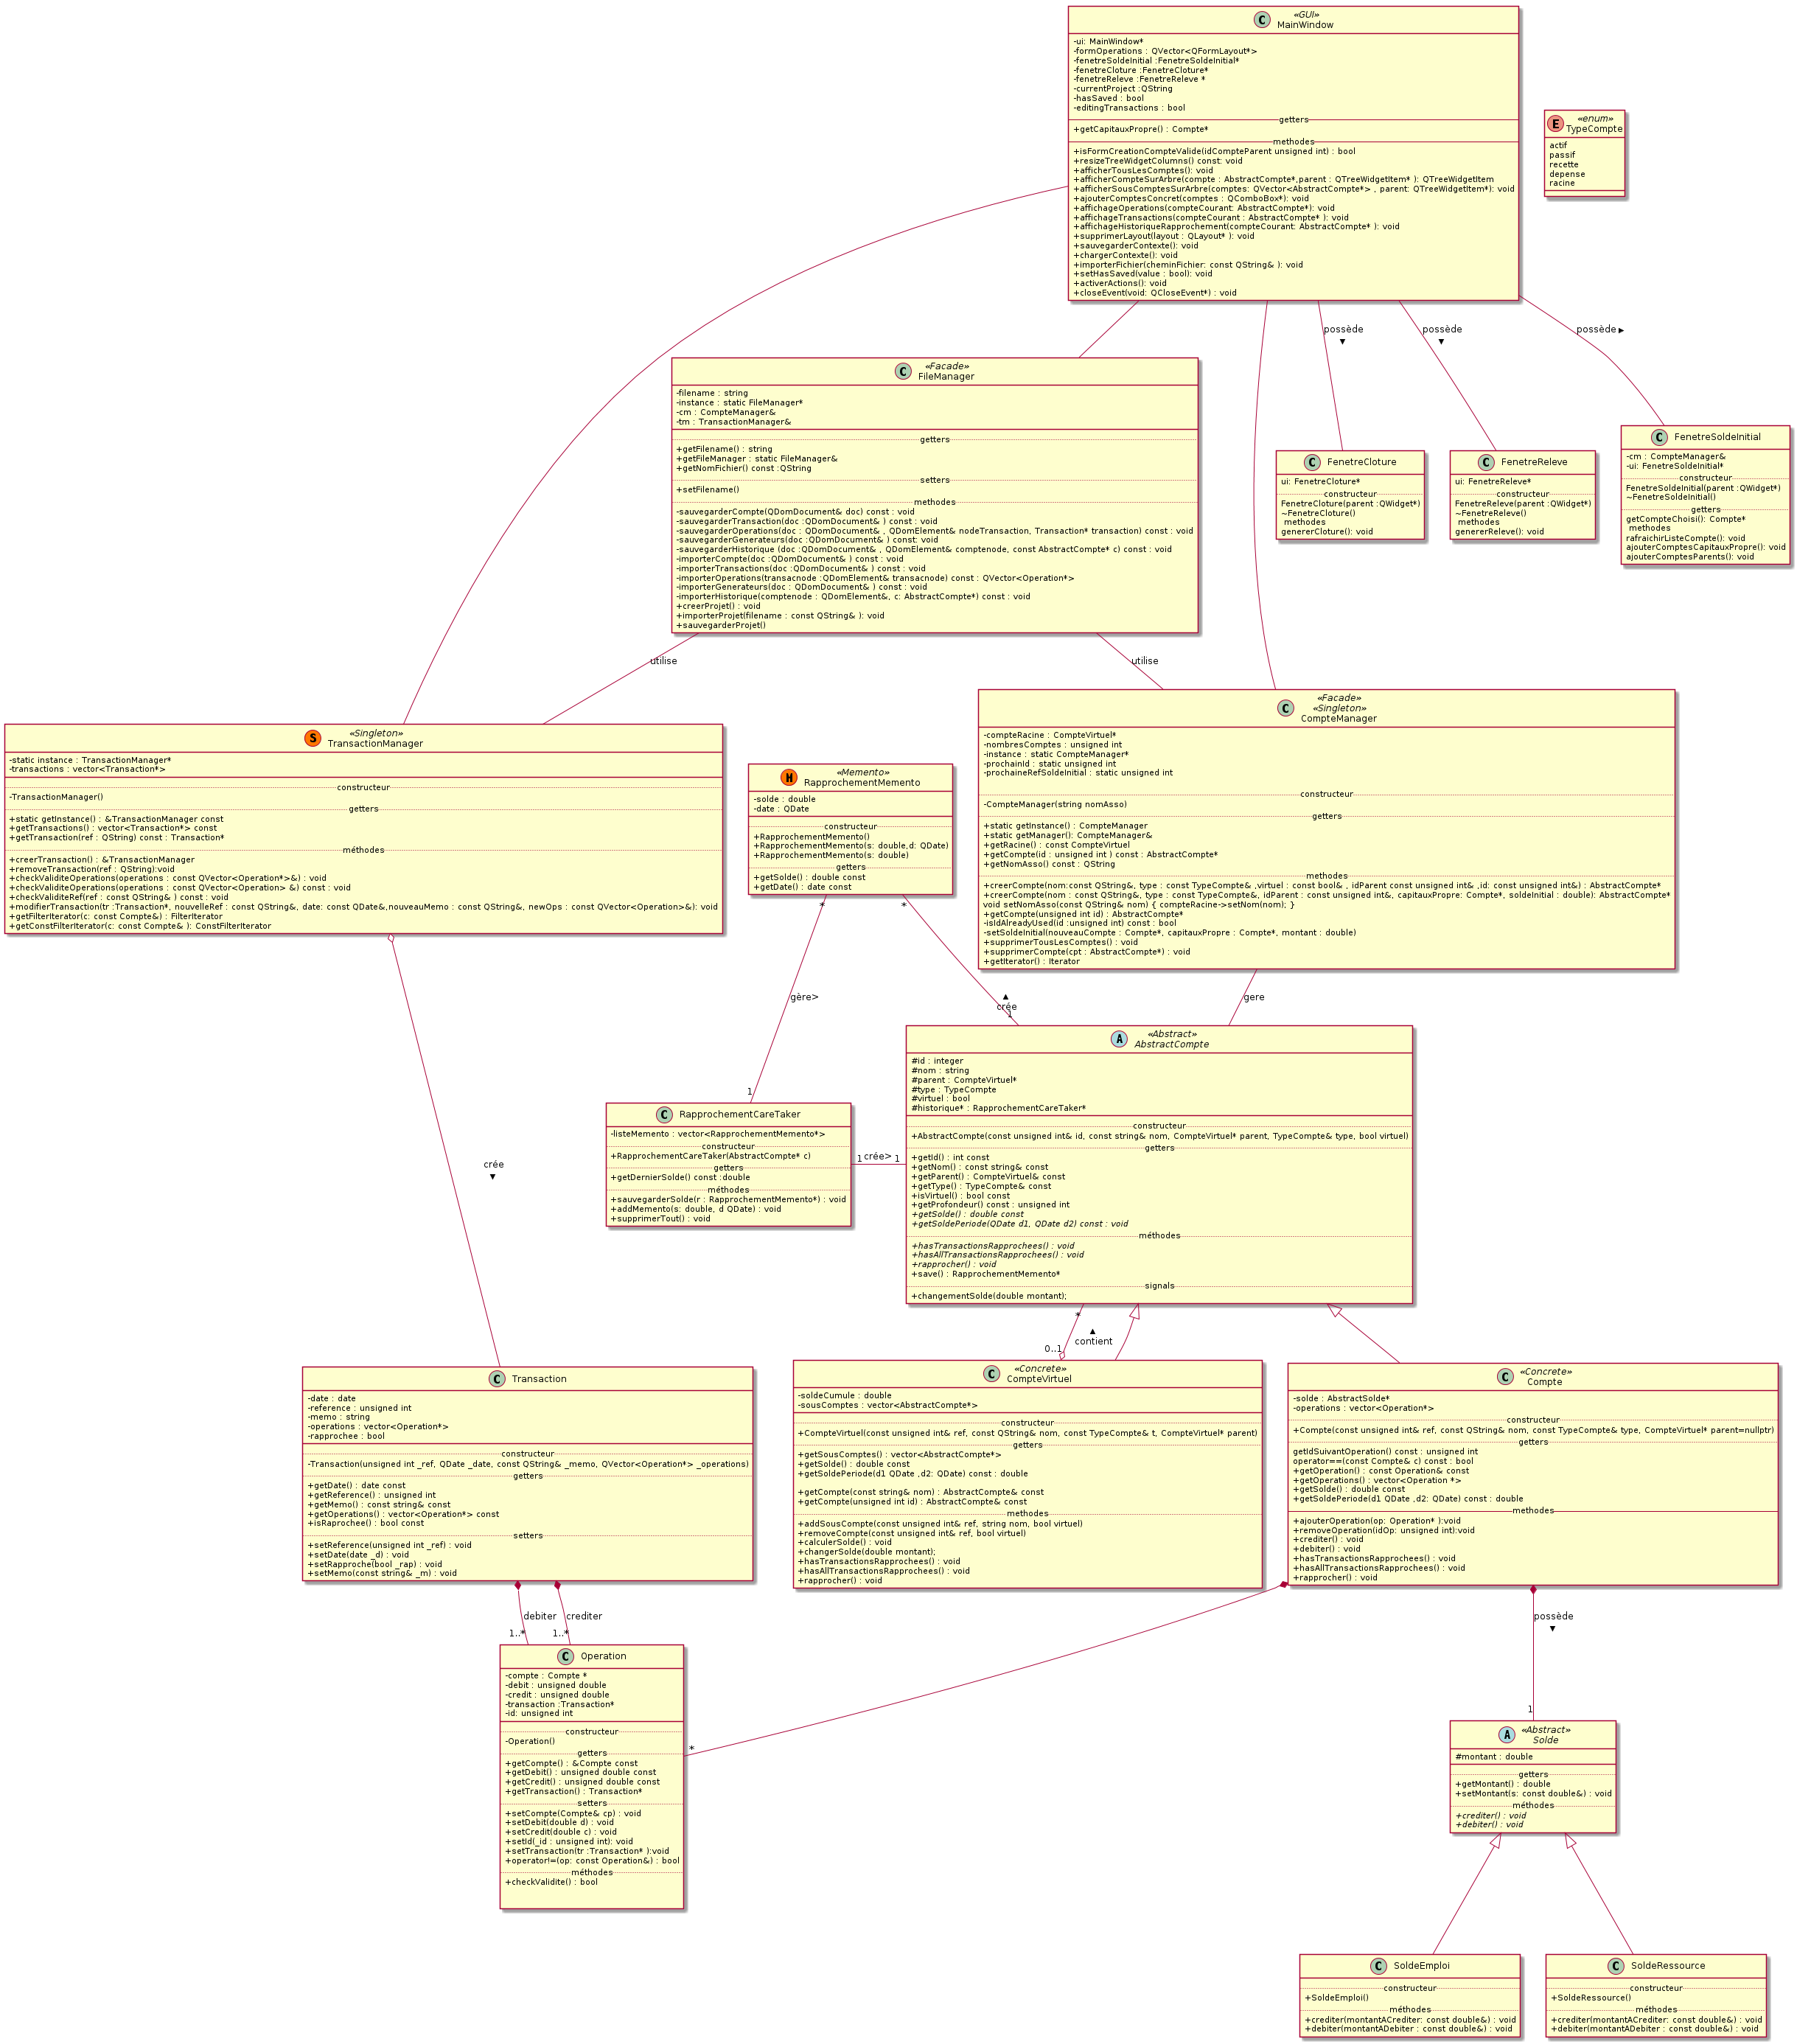 «GUI»
MainWindow
-ui: MainWindow*
-formOperations : QVector<QFormLayout*>
-fenetreSoldeInitial :FenetreSoldeInitial*
-fenetreCloture :FenetreCloture*
-fenetreReleve :FenetreReleve *
-currentProject :QString
-hasSaved : bool
-editingTransactions : bool
getters
+getCapitauxPropre() : Compte*
methodes
+isFormCreationCompteValide(idCompteParent unsigned int) : bool
+resizeTreeWidgetColumns() const: void
+afficherTousLesComptes(): void
+afficherCompteSurArbre(compte : AbstractCompte*,parent : QTreeWidgetItem* ): QTreeWidgetItem
+afficherSousComptesSurArbre(comptes: QVector<AbstractCompte*> , parent: QTreeWidgetItem*): void
+ajouterComptesConcret(comptes : QComboBox*): void
+affichageOperations(compteCourant: AbstractCompte*): void
+affichageTransactions(compteCourant : AbstractCompte* ): void
+affichageHistoriqueRapprochement(compteCourant: AbstractCompte* ): void
+supprimerLayout(layout : QLayout* ): void
+sauvegarderContexte(): void
+chargerContexte(): void
+importerFichier(cheminFichier: const QString& ): void
+setHasSaved(value : bool): void
+activerActions(): void
+closeEvent(void: QCloseEvent*) : void
E
«enum»
TypeCompte
actif
passif
recette
depense
racine
possède
possède
possède
«Facade»
FileManager
-filename : string
-instance : static FileManager*
-cm : CompteManager&
-tm : TransactionManager&
getters
+getFilename() : string
+getFileManager : static FileManager&
+getNomFichier() const :QString
setters
+setFilename()
methodes
-sauvegarderCompte(QDomDocument& doc) const : void
-sauvegarderTransaction(doc :QDomDocument& ) const : void
-sauvegarderOperations(doc : QDomDocument& , QDomElement& nodeTransaction, Transaction* transaction) const : void
-sauvegarderGenerateurs(doc :QDomDocument& ) const: void
-sauvegarderHistorique (doc :QDomDocument& , QDomElement& comptenode, const AbstractCompte* c) const : void
-importerCompte(doc :QDomDocument& ) const : void
-importerTransactions(doc :QDomDocument& ) const : void
-importerOperations(transacnode :QDomElement& transacnode) const : QVector<Operation*>
-importerGenerateurs(doc : QDomDocument& ) const : void
-importerHistorique(comptenode : QDomElement&, c: AbstractCompte*) const : void
+creerProjet() : void
+importerProjet(filename : const QString& ): void
+sauvegarderProjet()
FenetreCloture
ui: FenetreCloture*
constructeur
FenetreCloture(parent :QWidget*)
~FenetreCloture()
methodes
genererCloture(): void
FenetreReleve
ui: FenetreReleve*
constructeur
FenetreReleve(parent :QWidget*)
~FenetreReleve()
methodes
genererReleve(): void
FenetreSoldeInitial
-cm : CompteManager&
-ui: FenetreSoldeInitial*
constructeur
FenetreSoldeInitial(parent :QWidget*)
~FenetreSoldeInitial()
getters
getCompteChoisi(): Compte*
methodes
rafraichirListeCompte(): void
ajouterComptesCapitauxPropre(): void
ajouterComptesParents(): void
utilise
utilise
S
«Singleton»
TransactionManager
-static instance : TransactionManager*
-transactions : vector<Transaction*>
constructeur
-TransactionManager()
getters
+static getInstance() : &TransactionManager const
+getTransactions() : vector<Transaction*> const
+getTransaction(ref : QString) const : Transaction*
méthodes
+creerTransaction() : &TransactionManager
+removeTransaction(ref : QString):void
+checkValiditeOperations(operations : const QVector<Operation*>&) : void
+checkValiditeOperations(operations : const QVector<Operation> &) const : void
+checkValiditeRef(ref : const QString& ) const : void
+modifierTransaction(tr :Transaction*, nouvelleRef : const QString&, date: const QDate&,nouveauMemo : const QString&, newOps : const QVector<Operation>&): void
+getFilterIterator(c: const Compte&) : FilterIterator
+getConstFilterIterator(c: const Compte& ): ConstFilterIterator
«Memento»
RapprochementMemento
-solde : double
-date : QDate
constructeur
+RapprochementMemento()
+RapprochementMemento(s: double,d: QDate)
+RapprochementMemento(s: double)
getters
+getSolde() : double const
+getDate() : date const
«Facade»
«Singleton»
CompteManager
-compteRacine : CompteVirtuel*
-nombresComptes : unsigned int
-instance : static CompteManager*
-prochainId : static unsigned int
-prochaineRefSoldeInitial : static unsigned int
constructeur
-CompteManager(string nomAsso)
getters
+static getInstance() : CompteManager
+static getManager(): CompteManager&
+getRacine() : const CompteVirtuel
+getCompte(id : unsigned int ) const : AbstractCompte*
+getNomAsso() const : QString
methodes
+creerCompte(nom:const QString&, type : const TypeCompte& ,virtuel : const bool& , idParent const unsigned int& ,id: const unsigned int&) : AbstractCompte*
+creerCompte(nom : const QString&, type : const TypeCompte&, idParent : const unsigned int&, capitauxPropre: Compte*, soldeInitial : double): AbstractCompte*
void setNomAsso(const QString& nom) { compteRacine->setNom(nom); }
+getCompte(unsigned int id) : AbstractCompte*
-isIdAlreadyUsed(id :unsigned int) const : bool
-setSoldeInitial(nouveauCompte : Compte*, capitauxPropre : Compte*, montant : double)
+supprimerTousLesComptes() : void
+supprimerCompte(cpt : AbstractCompte*) : void
+getIterator() : Iterator
* *
gère>
crée
1
gere
1
RapprochementCareTaker
-listeMemento : vector<RapprochementMemento*>
constructeur
+RapprochementCareTaker(AbstractCompte* c)
getters
+getDernierSolde() const :double
méthodes
+sauvegarderSolde(r : RapprochementMemento*) : void
+addMemento(s: double, d QDate) : void
+supprimerTout() : void
1 crée> 1
«Abstract»
AbstractCompte
#id : integer
#nom : string
#parent : CompteVirtuel*
#type : TypeCompte
#virtuel : bool
#historique* : RapprochementCareTaker*
constructeur
+AbstractCompte(const unsigned int& id, const string& nom, CompteVirtuel* parent, TypeCompte& type, bool virtuel)
getters
+getId() : int const
+getNom() : const string& const
+getParent() : CompteVirtuel& const
+getType() : TypeCompte& const
+isVirtuel() : bool const
+getProfondeur() const : unsigned int
+getSolde() : double const
+getSoldePeriode(QDate d1, QDate d2) const : void
méthodes
+hasTransactionsRapprochees() : void
+hasAllTransactionsRapprochees() : void
+rapprocher() : void
+save() : RapprochementMemento*
signals
+changementSolde(double montant);
crée
*
contient
0..1
Transaction
-date : date
-reference : unsigned int
-memo : string
-operations : vector<Operation*>
-rapprochee : bool
constructeur
-Transaction(unsigned int _ref, QDate _date, const QString& _memo, QVector<Operation*> _operations)
getters
+getDate() : date const
+getReference() : unsigned int
+getMemo() : const string& const
+getOperations() : vector<Operation*> const
+isRaprochee() : bool const
setters
+setReference(unsigned int _ref) : void
+setDate(date _d) : void
+setRapproche(bool _rap) : void
+setMemo(const string& _m) : void
«Concrete»
CompteVirtuel
-soldeCumule : double
-sousComptes : vector<AbstractCompte*>
constructeur
+CompteVirtuel(const unsigned int& ref, const QString& nom, const TypeCompte& t, CompteVirtuel* parent)
getters
+getSousComptes() : vector<AbstractCompte*>
+getSolde() : double const
+getSoldePeriode(d1 QDate ,d2: QDate) const : double
+getCompte(const string& nom) : AbstractCompte& const
+getCompte(unsigned int id) : AbstractCompte& const
methodes
+addSousCompte(const unsigned int& ref, string nom, bool virtuel)
+removeCompte(const unsigned int& ref, bool virtuel)
+calculerSolde() : void
+changerSolde(double montant);
+hasTransactionsRapprochees() : void
+hasAllTransactionsRapprochees() : void
+rapprocher() : void
«Concrete»
Compte
-solde : AbstractSolde*
-operations : vector<Operation*>
constructeur
+Compte(const unsigned int& ref, const QString& nom, const TypeCompte& type, CompteVirtuel* parent=nullptr)
getters
getIdSuivantOperation() const : unsigned int
operator==(const Compte& c) const : bool
+getOperation() : const Operation& const
+getOperations() : vector<Operation *>
+getSolde() : double const
+getSoldePeriode(d1 QDate ,d2: QDate) const : double
methodes
+ajouterOperation(op: Operation* ):void
+removeOperation(idOp: unsigned int):void
+crediter() : void
+debiter() : void
+hasTransactionsRapprochees() : void
+hasAllTransactionsRapprochees() : void
+rapprocher() : void
debiter crediter
1..* 1..*
possède
1
*
Operation
-compte : Compte *
-debit : unsigned double
-credit : unsigned double
-transaction :Transaction*
-id: unsigned int
constructeur
-Operation()
getters
+getCompte() : &Compte const
+getDebit() : unsigned double const
+getCredit() : unsigned double const
+getTransaction() : Transaction*
setters
+setCompte(Compte& cp) : void
+setDebit(double d) : void
+setCredit(double c) : void
+setId(_id : unsigned int): void
+setTransaction(tr :Transaction* ):void
+operator!=(op: const Operation&) : bool
méthodes
+checkValidite() : bool
«Abstract»
Solde
#montant : double
getters
+getMontant() : double
+setMontant(s: const double&) : void
méthodes
+crediter() : void
+debiter() : void
SoldeEmploi
constructeur
+SoldeEmploi()
méthodes
+crediter(montantACrediter: const double&) : void
+debiter(montantADebiter : const double&) : void
SoldeRessource
constructeur
+SoldeRessource()
méthodes
+crediter(montantACrediter: const double&) : void
+debiter(montantADebiter : const double&) : void